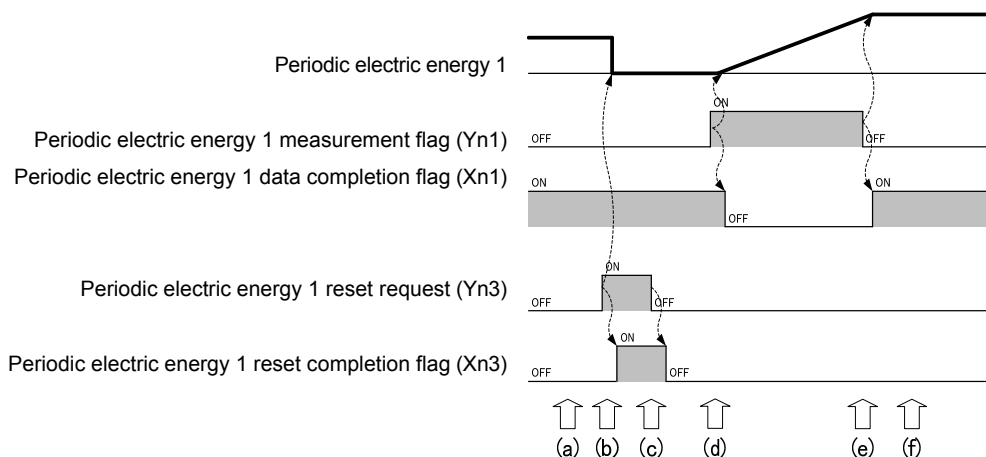 Periodic electric energy 1
ON
Periodic electric energy 1 measurement flag (Yn1)
OFF
OFF
Periodic electric energy 1 data completion flag (Xn1)
ON
ON
OFF
ON
Periodic electric energy 1 reset request (Yn3)
OFF
OFF
ON
Periodic electric energy 1 reset completion flag (Xn3)
OFF
OFF
(a) (b) (c) (d) (e) (f)